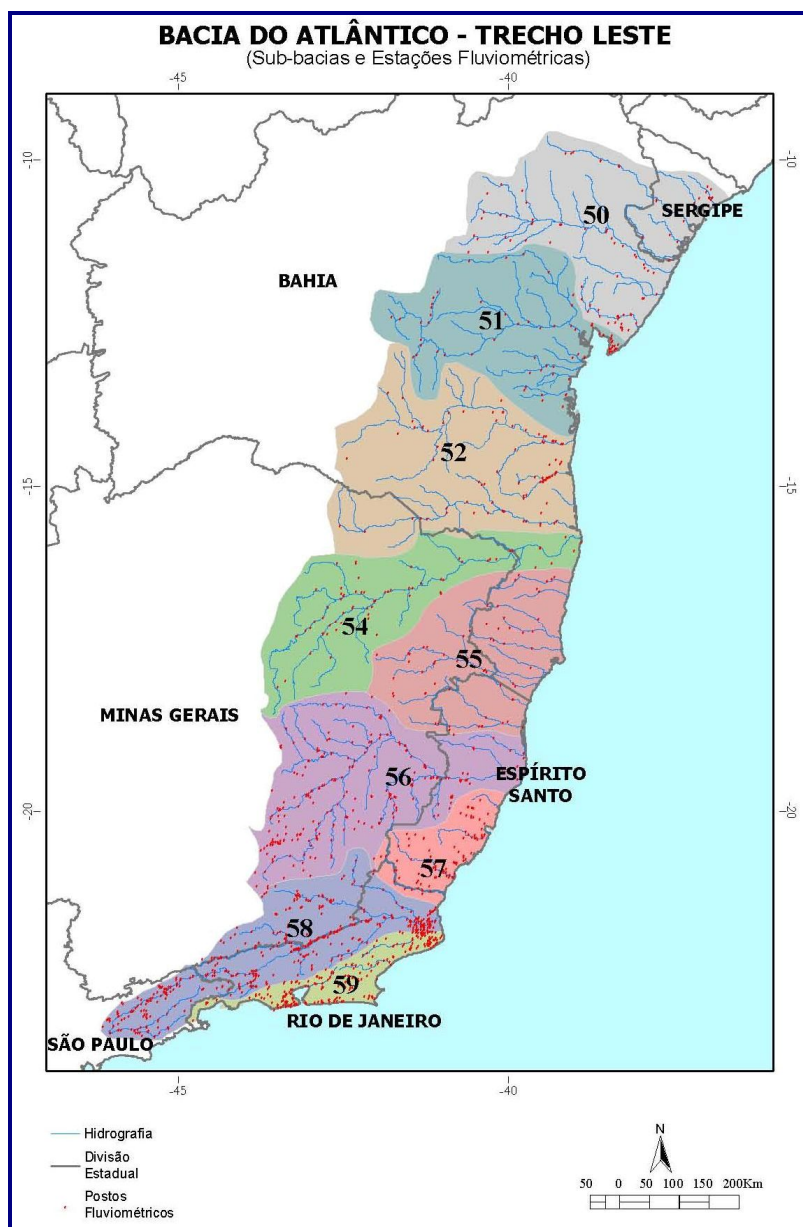 BACIA DO ATLÂNTICO - TRECHO LESTE
(Sub-bacias e Estações Fluviométricas)
-45
-40
-10
-10
50
SERGIPE
BAHIA
51
52
-15
-15
54
55
MINAS GERAIS
56
ESPÍRITO
SANTO
-20
-20
57
58
59
RIO DE JANEIRO
SÃO PAULO
-45
-40
Hidrografia
Divisão
Estadual
Postos
Fluviométricos
N
50 0 50 100 150 200Km